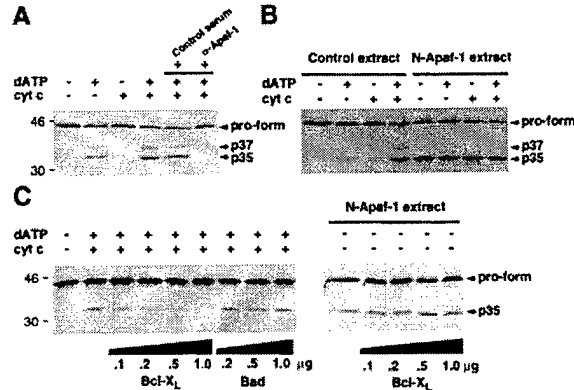 A
Control serum
α-Apaf-1
+ +
dATP - + - + + +
cyt c - - + + + +
46 -
pro-form
p37
p35
30 -
B
Control extract N-Apaf-1 extract
dATP - + - + - + - +
cyt c - - + + - - + +
pro-form
p37
p35
C
dATP - + + + + + + + +
cyt c - + + + + + + + +
46 -
30 -
.1 .2 .5 1.0 .2 .5 1.0 μg
Bcl-XL Bad
N-Apaf-1 extract
- - - - -
- - - - -
pro-form
p35
.1 .2 .5 1.0
Bcl-XL